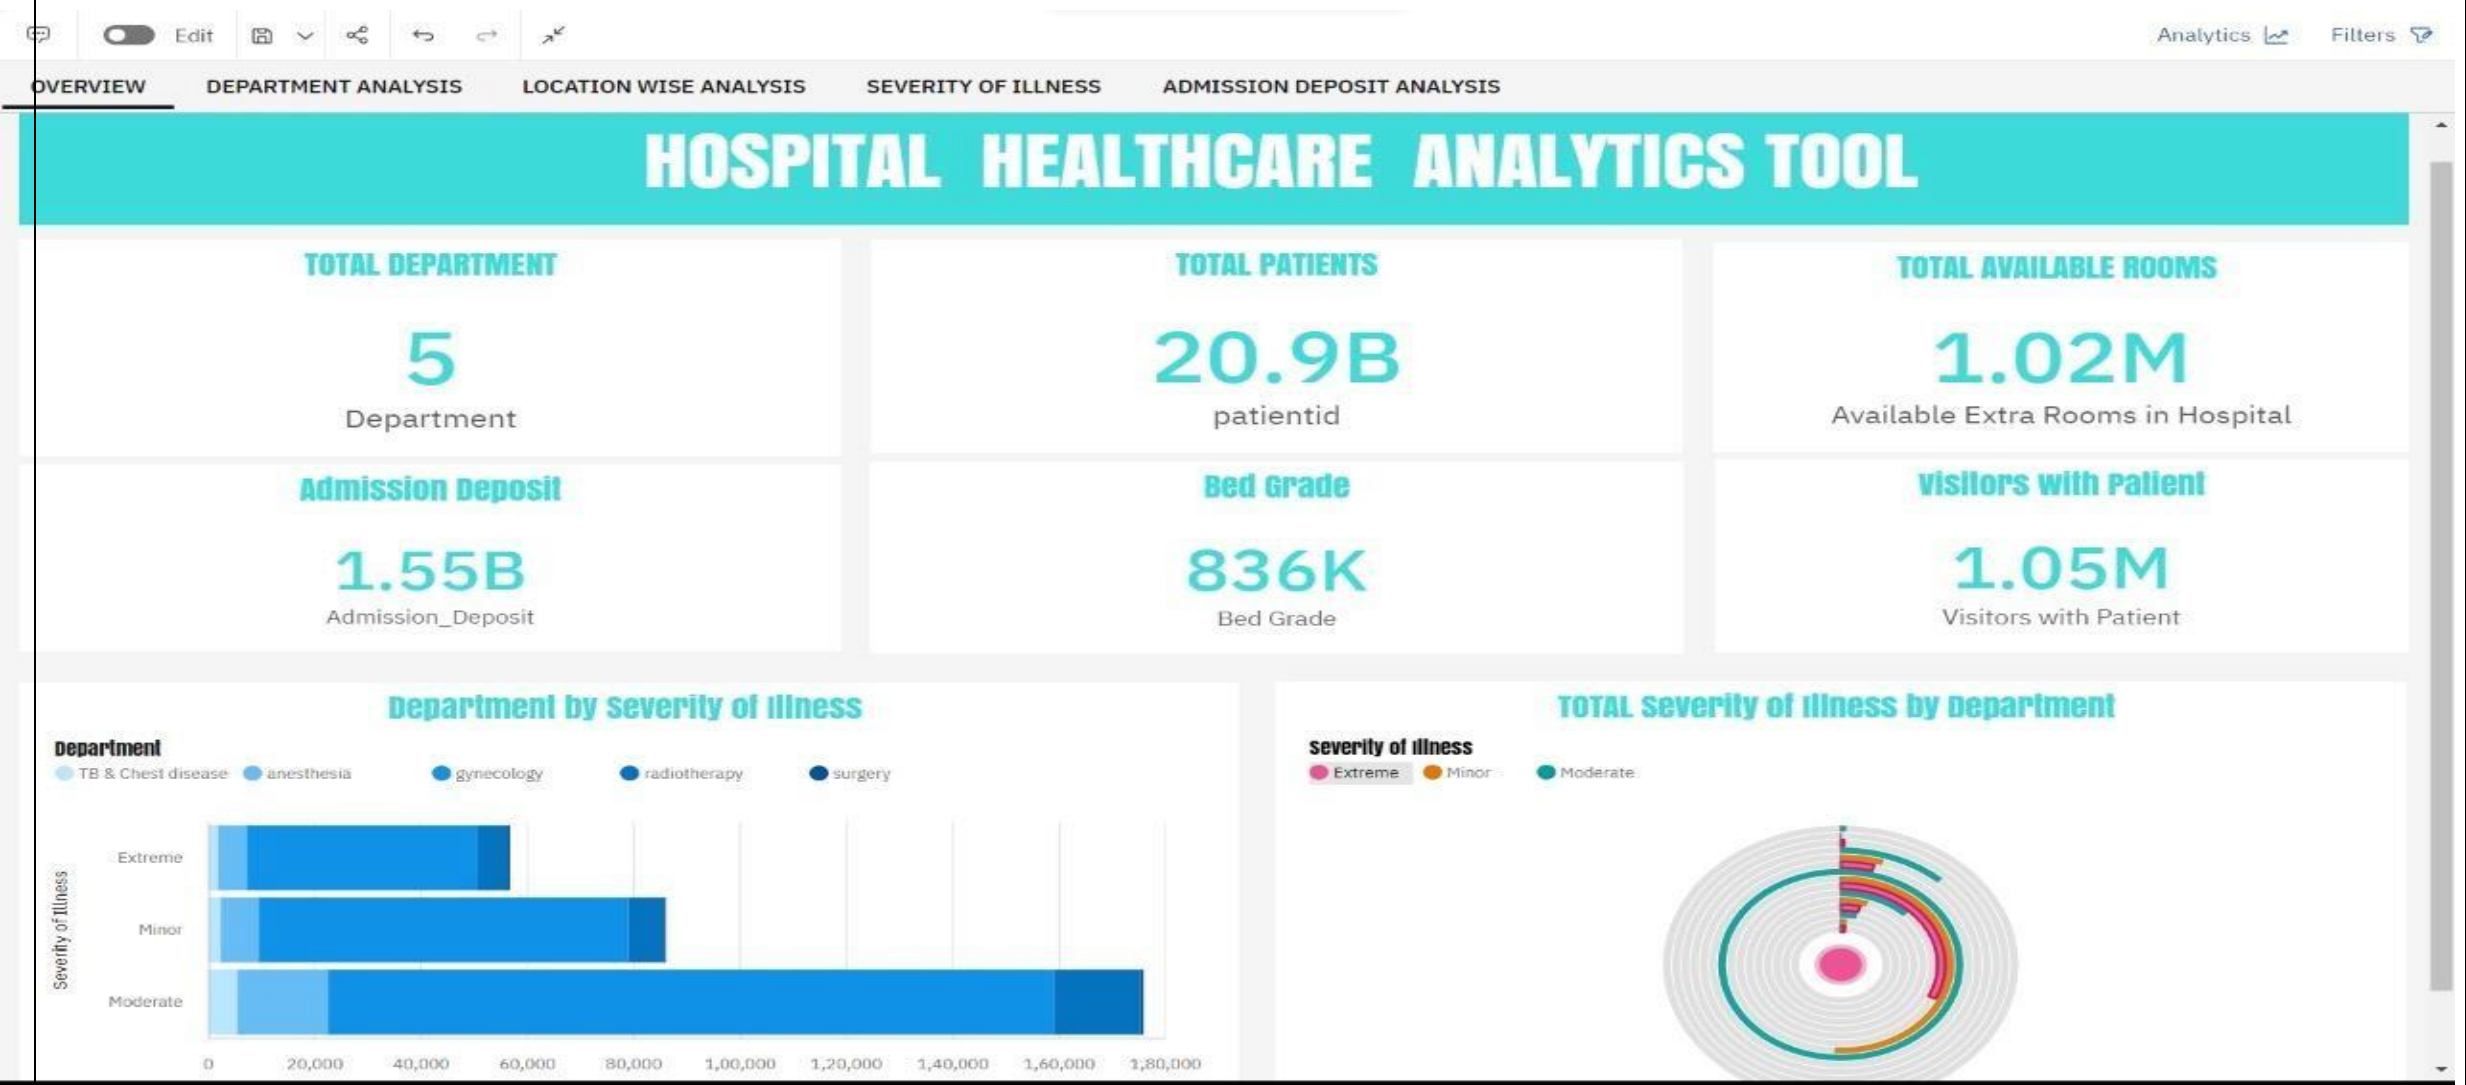 Edit
Analytics
Filters
OVERVIEW
DEPARTMENT ANALYSIS
LOCATION WISE ANALYSIS
SEVERITY OF ILLNESS
ADMISSION DEPOSIT ANALYSIS
HOSPITAL HEALTHCARE ANALYTICS TOOL
TOTAL DEPARTMENT
5
Department
TOTAL PATIENTS
20.9B
patientid
TOTAL AVAILABLE ROOMS
1.02M
Available Extra Rooms in Hospital
Admission Deposit
1.55B
Admission_Deposit
Bed Grade
836K
Bed Grade
Visitors with Patient
1.05M
Visitors with Patient
Department by Severity of Illness
Department
TB & Chest disease
anesthesia
gynecology
radiotherapy
surgery
Severity of Illness
Extreme
Minor
Moderate
0
20,000
40,000
60,000
80,000
1,00,000
1,20,000
1,40,000
1,60,000
1,80,000
TOTAL Severity of Illness by Department
Severity of Illness
Extreme
Minor
Moderate